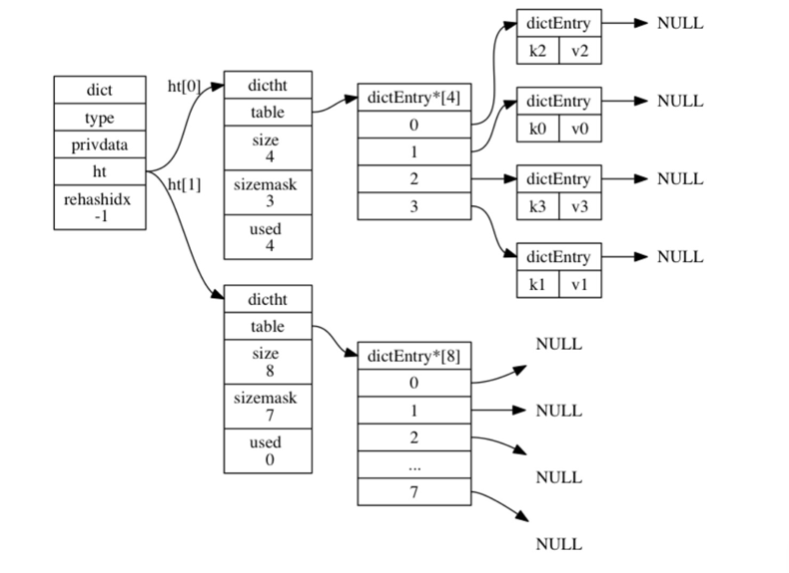 dict
type
privdata
ht
rehashidx
-1
ht[0]
ht[1]
dictht
table
size
4
sizemask
3
used
4
dictEntry*[4]
0
1
2
3
dictEntry
k2 v2
NULL
dictEntry
k0 v0
NULL
dictEntry
k3 v3
NULL
dictEntry
k1 v1
NULL
dictht
table
size
8
sizemask
7
used
0
dictEntry*[8]
0
1
2
...
7
NULL
NULL
NULL
NULL